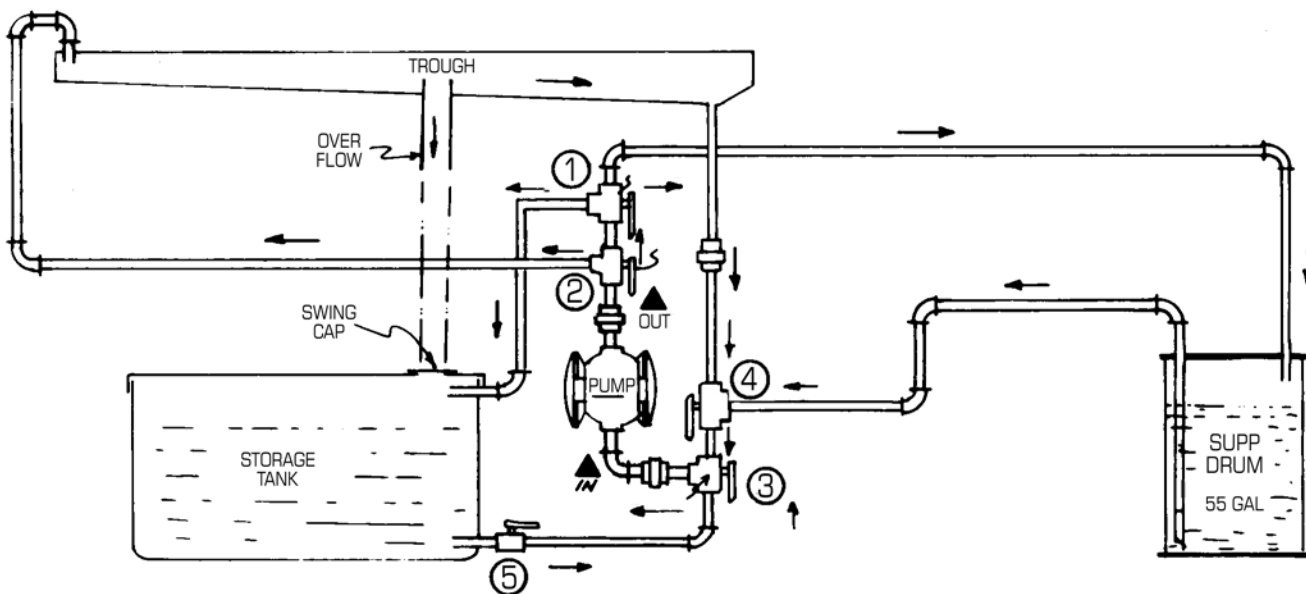 TROUGH
OVER
FLOW
1
2
OUT
SWING
CAP
PUMP
4
STORAGE
TANK
IN
3
SUPP
DRUM
55 GAL
5